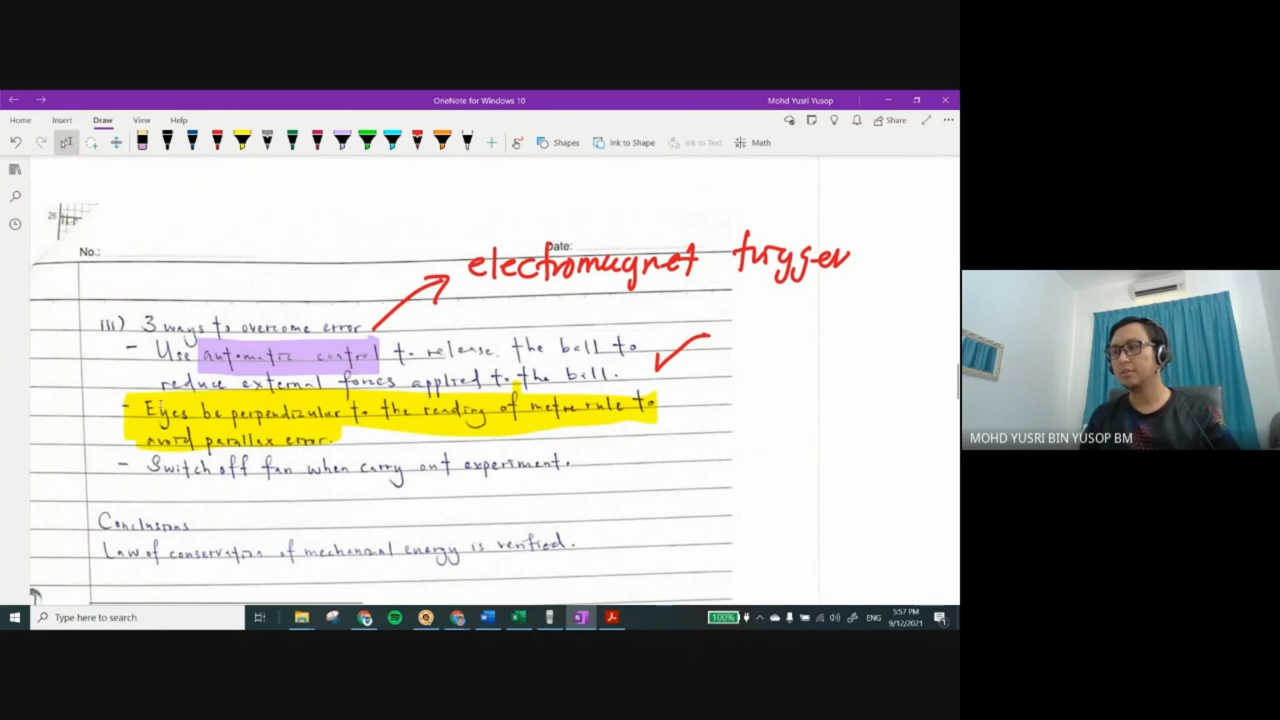 OneNote for Windows 10
Mohd Yusri Yusop
Home Insert Draw View Help
Share
Shapes Ink to Shape Ink to Text Math
26
No.:
Date:
electromagnet trigger
iii) 3 ways to overcome error
- Use automatic control to release the ball to
reduce external forces applied to the ball.
- Eyes be perpendicular to the reading of metre rule to
avoid parallax error.
- Switch off fan when carry out experiment.
Conclusions
Law of conservation of mechanical energy is verified.
MOHD YUSRI BIN YUSOP BM
Type here to search
100%
ENG
5:57 PM
9/12/2021